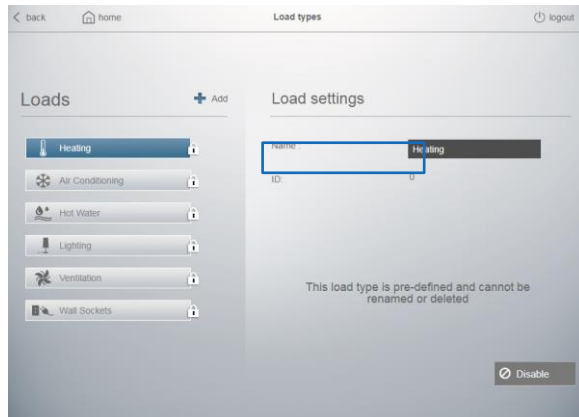 back
home
Load types
logout
Loads
Add
Load settings
Heating
Air Conditioning
Hot Water
Lighting
Ventilation
Wall Sockets
Name :
Heating
ID:
0
This load type is pre-defined and cannot be
renamed or deleted
Disable